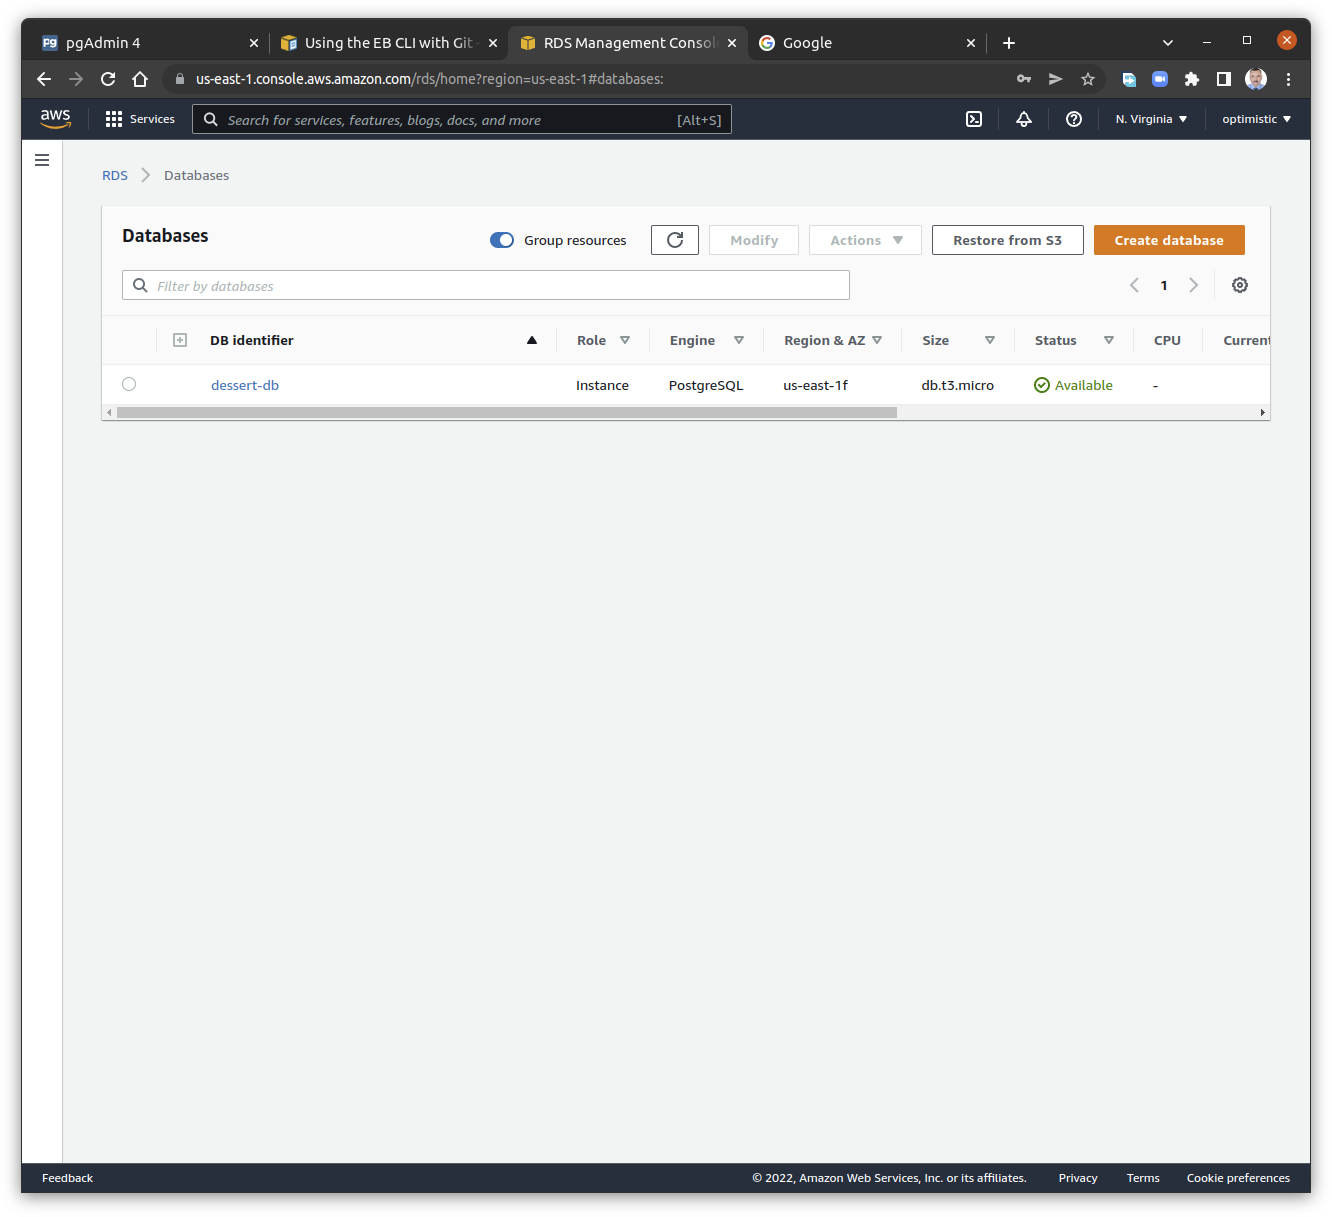 pgAdmin 4
Using the EB CLI with Git -
RDS Management Consol
Google
us-east-1.console.aws.amazon.com/rds/home?region=us-east-1#databases:
aws
Services
Search for services, features, blogs, docs, and more
[Alt+S]
N. Virginia
optimistic
RDS
Databases
Databases
Group resources
Modify
Actions
Restore from S3
Create database
Filter by databases
1
DB identifier
Role
Engine
Region & AZ
Size
Status
CPU
Current
dessert-db
Instance
PostgreSQL
us-east-1f
db.t3.micro
Available
-
Feedback
© 2022, Amazon Web Services, Inc. or its affiliates.
Privacy
Terms
Cookie preferences